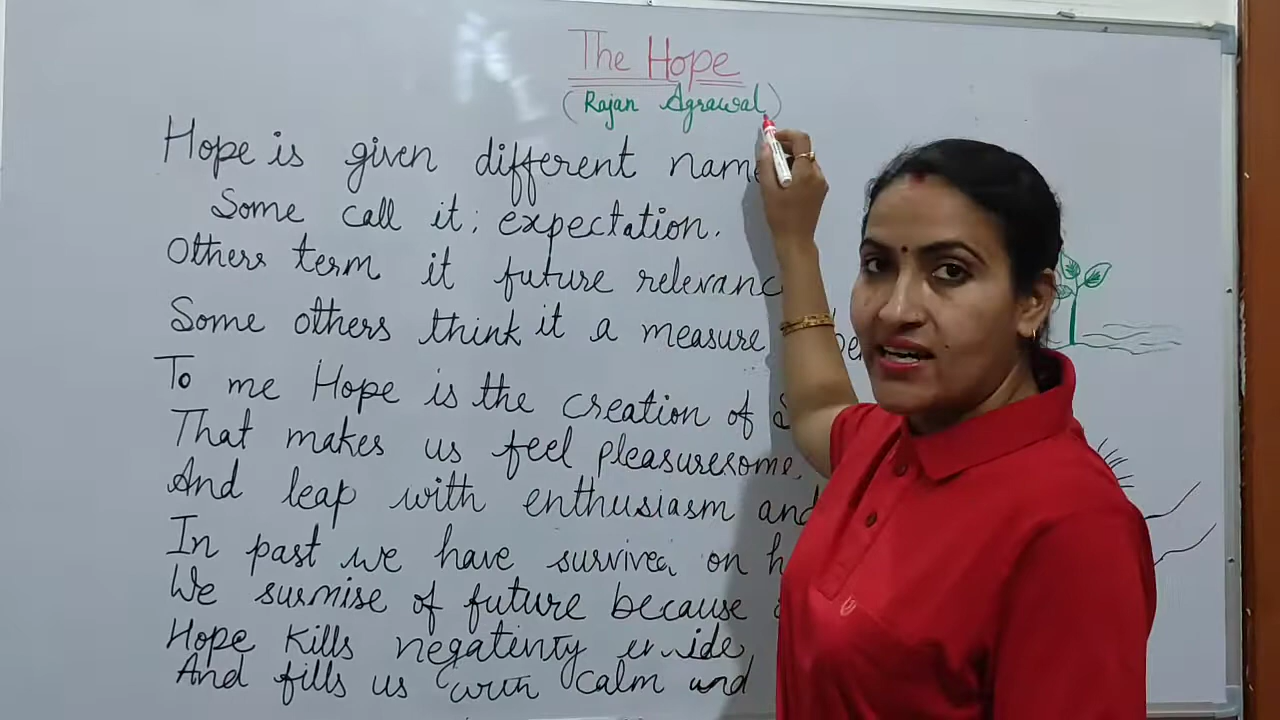 The Hope
(Rajan Agrawal)
Hope is given different name
Some call it; expectation.
Others term it future relevanc
Some others think it a measure be
To me Hope is the creation of
That makes us feel pleasuresome,
And leap with enthusiasm and
In past we have survived on h
We surmise of future because
Hope Kills negativity
And fills us with calm and